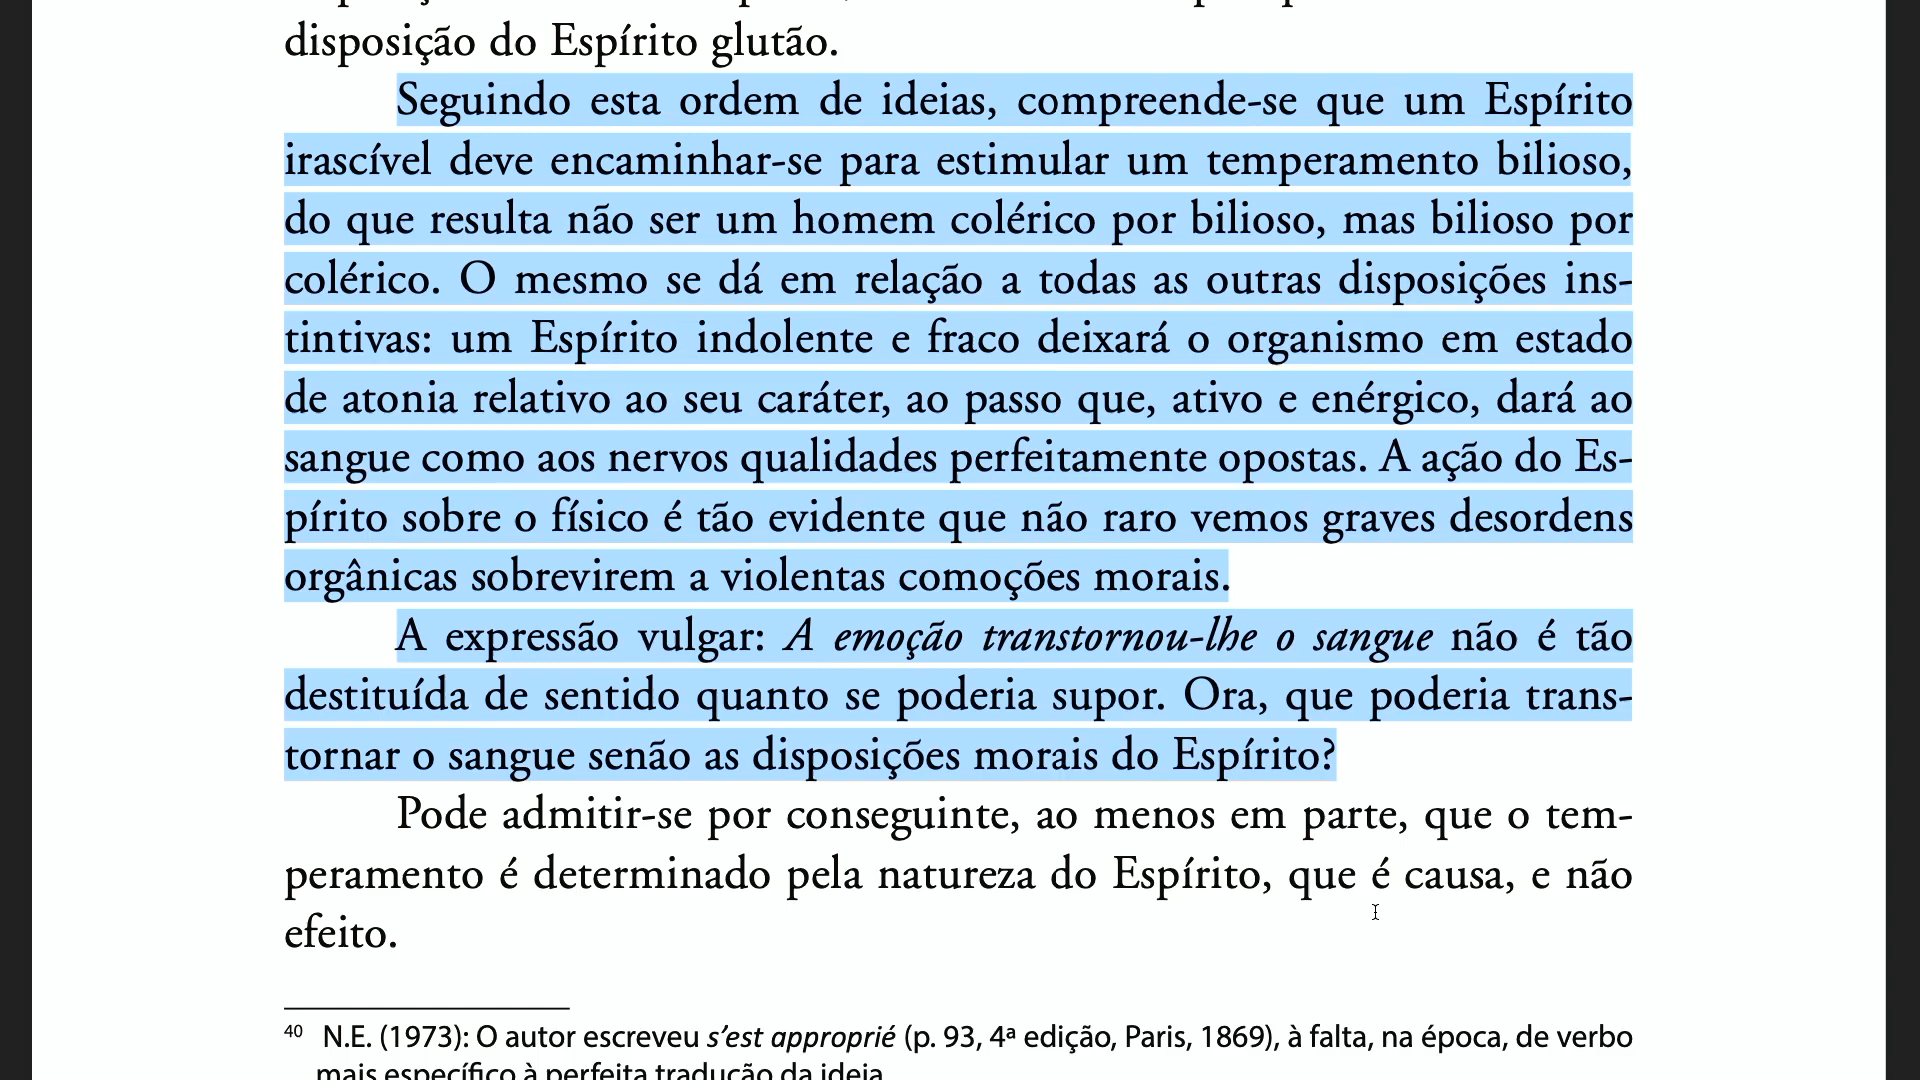 disposição do Espírito glutão.
Seguindo esta ordem de ideias, compreende-se que um Espírito
irascível deve encaminhar-se para estimular um temperamento bilioso,
do que resulta não ser um homem colérico por bilioso, mas bilioso por
colérico. O mesmo se dá em relação a todas as outras disposições ins-
tintivas: um Espírito indolente e fraco deixará o organismo em estado
de atonia relativo ao seu caráter, ao passo que, ativo e enérgico, dará ao
sangue como aos nervos qualidades perfeitamente opostas. A ação do Es-
pírito sobre o físico é tão evidente que não raro vemos graves desordens
orgânicas sobrevirem a violentas comoções morais.
A expressão vulgar: A emoção transtornou-lhe o sangue não é tão
destituída de sentido quanto se poderia supor. Ora, que poderia trans-
tornar o sangue senão as disposições morais do Espírito?
Pode admitir-se por conseguinte, ao menos em parte, que o tem-
peramento é determinado pela natureza do Espírito, que é causa, e não
efeito.
40 N.E. (1973): O autor escreveu s'est approprié (p. 93, 4ª edição, Paris, 1869), à falta, na época, de verbo
mais específico à perfeita tradução da ideia.